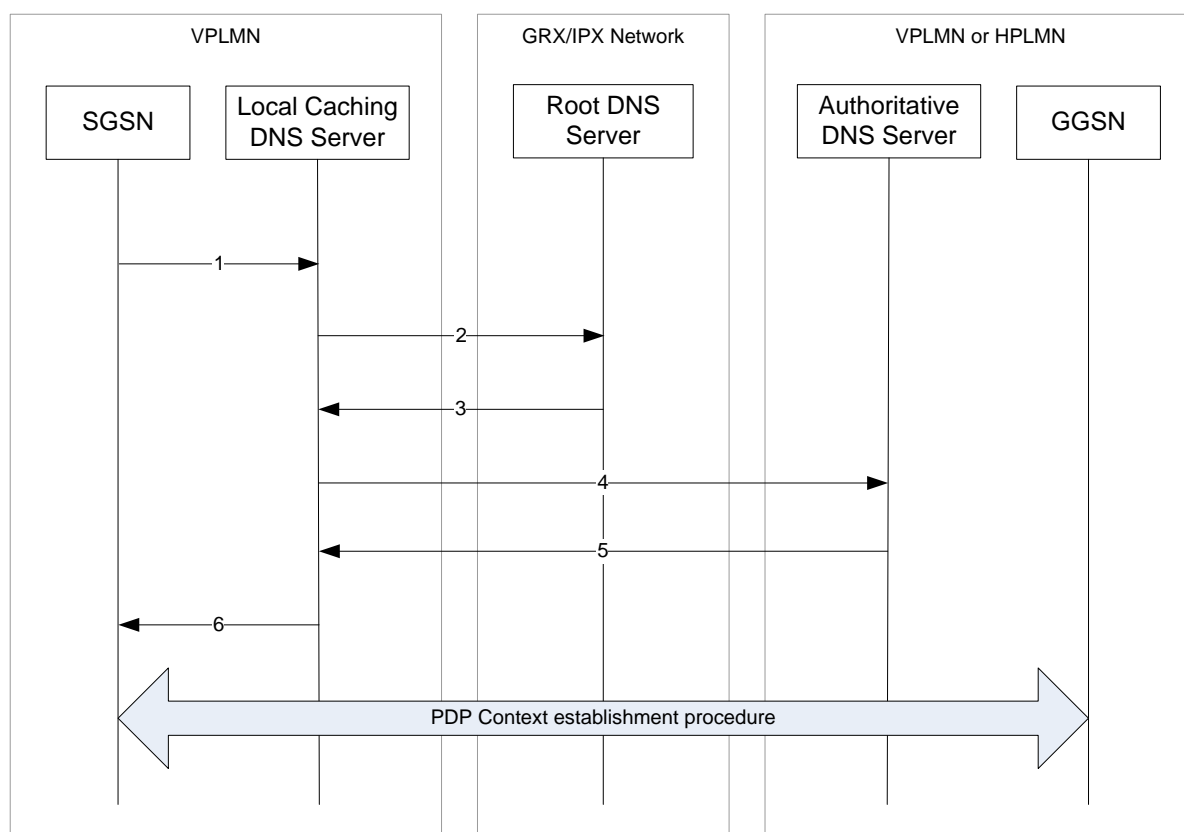 VPLMN
GRX/IPX Network
VPLMN or HPLMN
SGSN
Local Caching
DNS Server
Root DNS
Server
Authoritative
DNS Server
GGSN
1
2
3
4
5
6
PDP Context establishment procedure